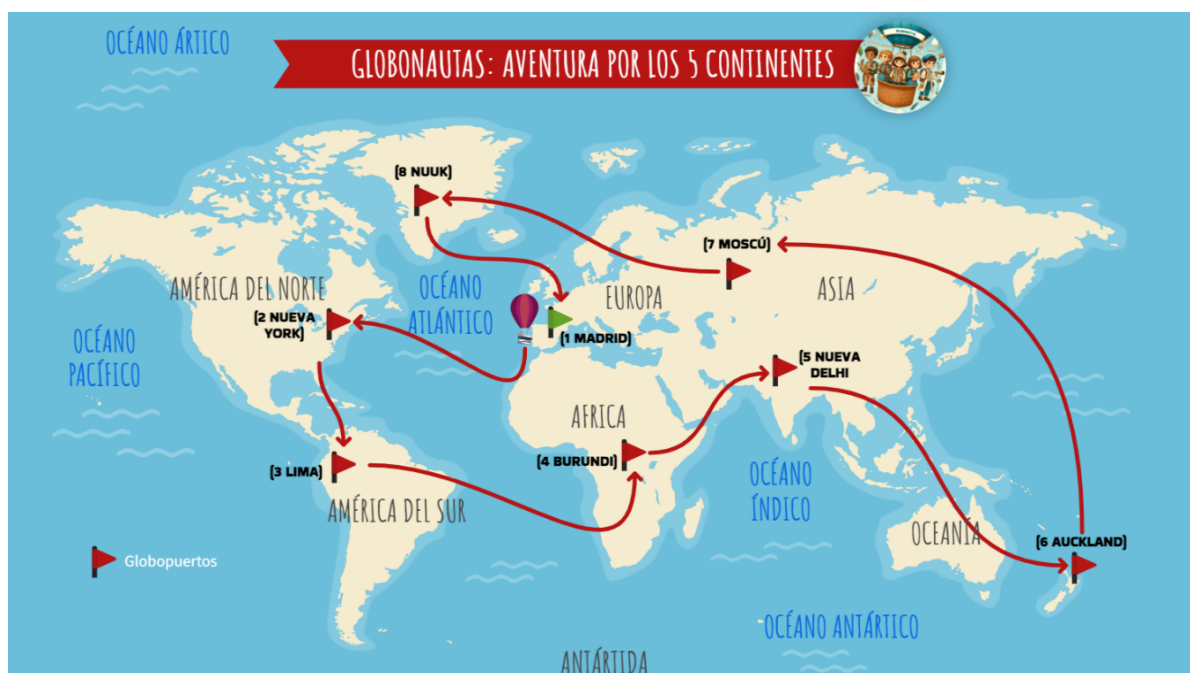 OCÉANO ÁRTICO
GLOBONAUTAS: AVENTURA POR LOS 5 CONTINENTES
(8 NUUK)
(7 MOSCÚ)
AMÉRICA DEL NORTE
OCÉANO
ATLÁNTICO
EUROPA
ASIA
(2 NUEVA
YORK)
(1 MADRID)
OCÉANO
PACÍFICO
(5 NUEVA
DELHI
AFRICA
(4 BURUNDI)
(3 LIMA)
OCÉANO
ÍNDICO
AMÉRICA DEL SUR
OCEANÍA
(6 AUCKLAND)
Globopuertos
OCÉANO ANTÁRTICO
ANTÁRTIDA